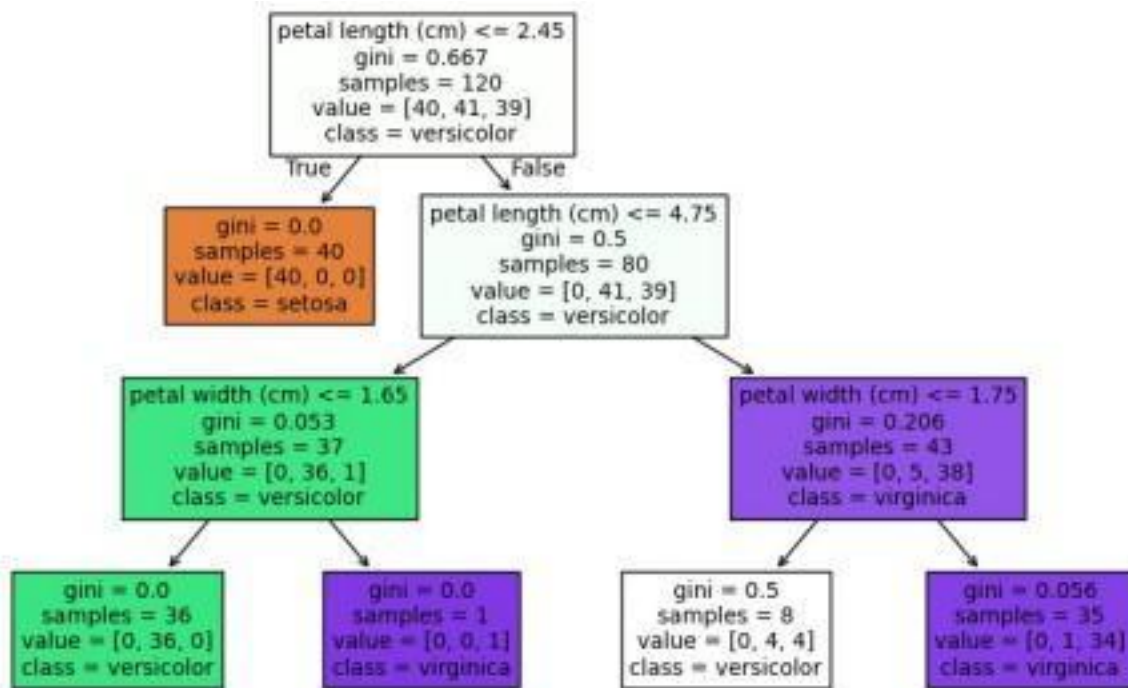 petal length (cm) <= 2.45
gini = 0.667
samples = 120
value = [40, 41, 39]
class = versicolor
True
False
gini = 0.0
samples = 40
value = [40, 0, 0]
class = setosa
petal length (cm) <= 4.75
gini = 0.5
samples = 80
value = [0, 41, 39]
class = versicolor
petal width (cm) <= 1.65
gini = 0.053
samples = 37
value = [0, 36, 1]
class = versicolor
petal width (cm) <= 1.75
gini = 0.206
samples = 43
value = [0, 5, 38]
class = virginica
gini = 0.0
samples = 36
value = [0, 36, 0]
class = versicolor
gini = 0.0
samples = 1
value = [0, 0, 1]
class = virginica
gini = 0.5
samples = 8
value = [0, 4, 4]
class = versicolor
gini = 0.056
samples = 35
value = [0, 1, 34]
class = virginica